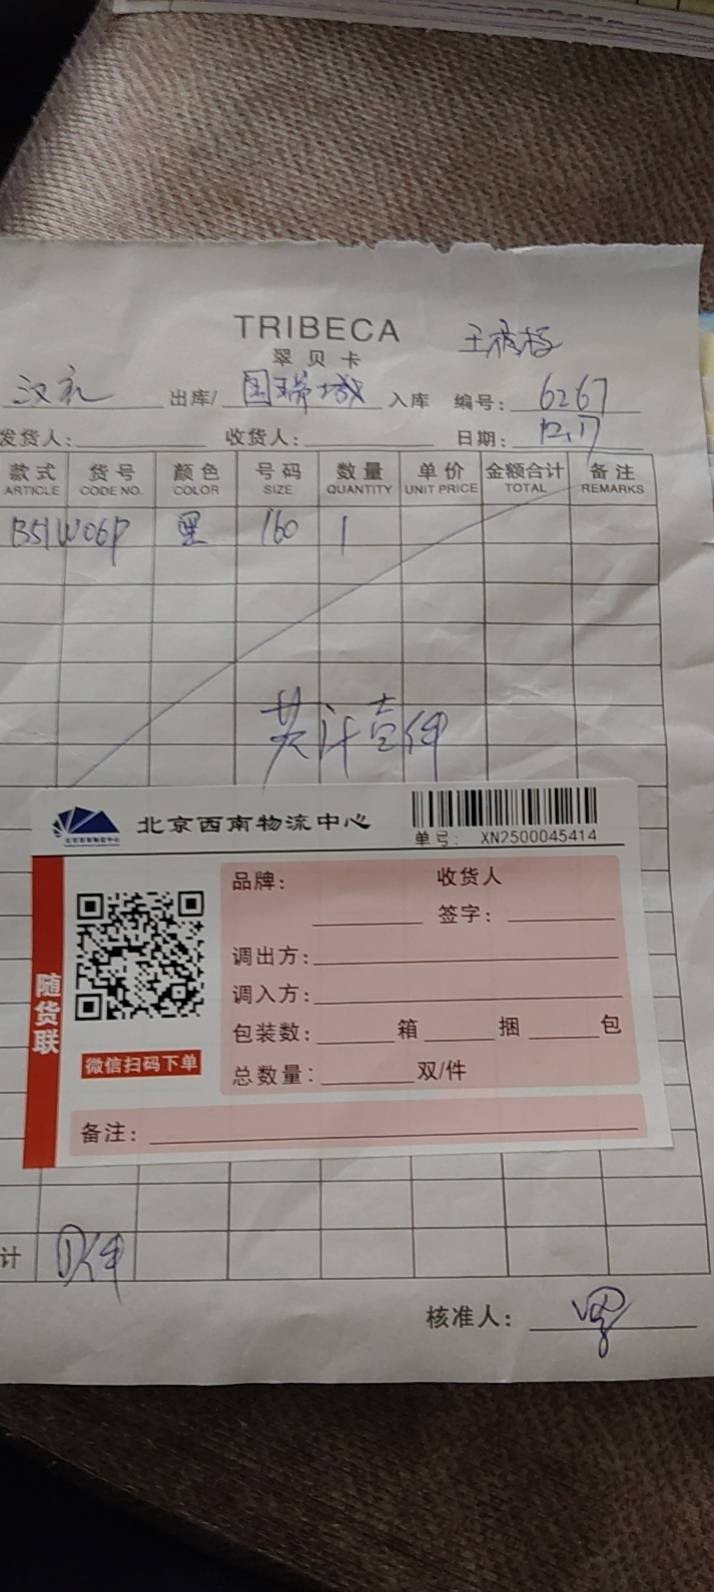 TRIBECA
翠贝卡
汉光 出库/ 国瑞城 入库 编号: 6267
发货人: 收货人: 日期: 12.17
款式 货号 颜色 号码 数量 单价 金额合计 备注
ARTICLE CODE NO. COLOR SIZE QUANTITY UNIT PRICE TOTAL REMARKS
B51W06P 黑 160 1
共计壹件
北京西南物流中心
单号: XN2500045414
随货联
微信扫码下单
品牌: 收货人
签字:
调出方:
调入方:
包装数: 箱 捆 包
总数量: 双/件
备注:
计 ①件
核准人: